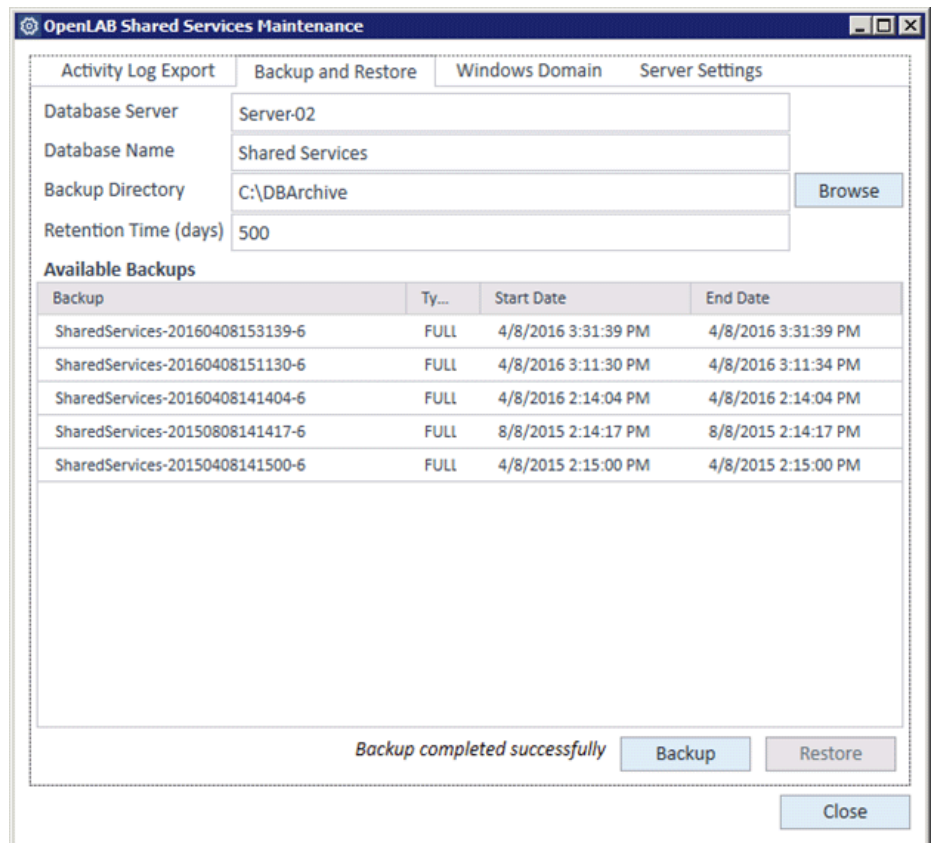 OpenLAB Shared Services Maintenance
Activity Log Export Backup and Restore Windows Domain Server Settings
Database Server Server-02
Database Name Shared Services
Backup Directory C:\DBArchive Browse
Retention Time (days) 500
Available Backups
Backup Ty... Start Date End Date
SharedServices-20160408153139-6 FULL 4/8/2016 3:31:39 PM 4/8/2016 3:31:39 PM
SharedServices-20160408151130-6 FULL 4/8/2016 3:11:30 PM 4/8/2016 3:11:34 PM
SharedServices-20160408141404-6 FULL 4/8/2016 2:14:04 PM 4/8/2016 2:14:04 PM
SharedServices-20150808141417-6 FULL 8/8/2015 2:14:17 PM 8/8/2015 2:14:17 PM
SharedServices-20150408141500-6 FULL 4/8/2015 2:15:00 PM 4/8/2015 2:15:00 PM
Backup completed successfully Backup Restore
Close